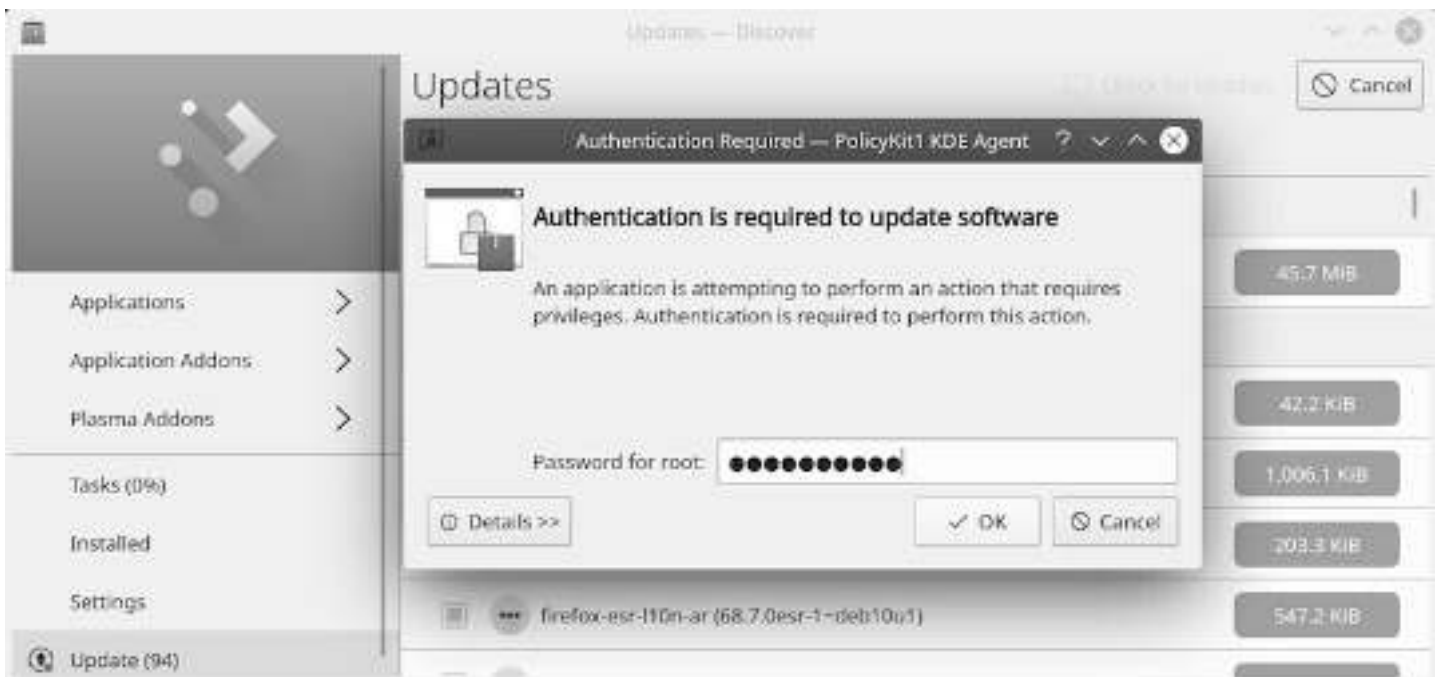 Updates — Discover
Updates
Cancel
Authentication Required — PolicyKit1 KDE Agent
Authentication is required to update software
An application is attempting to perform an action that requires
privileges. Authentication is required to perform this action.
Password for root:
Details >>
OK
Cancel
Applications
Application Addons
Plasma Addons
Tasks (0%)
Installed
Settings
Update (94)
45.7 MiB
42.2 KiB
1,006.1 KiB
203.3 KiB
firefox-esr-l10n-ar (68.7.0esr-1~deb10u1)
547.2 KiB